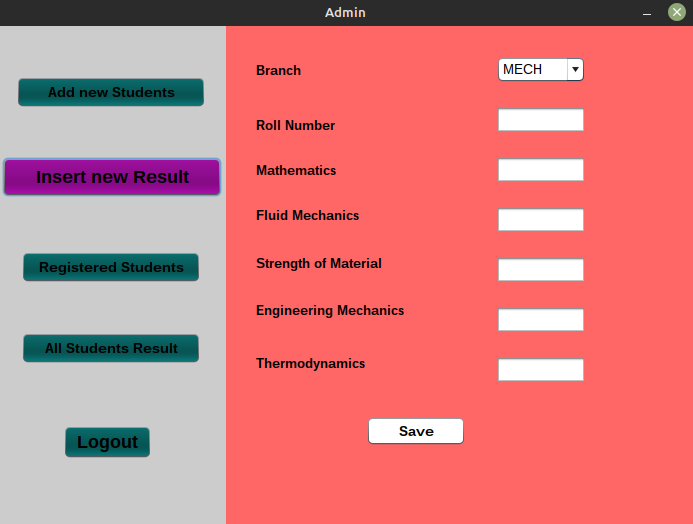 Admin
Add new Students
Insert new Result
Registered Students
All Students Result
Logout
Branch
MECH
Roll Number
Mathematics
Fluid Mechanics
Strength of Material
Engineering Mechanics
Thermodynamics
Save